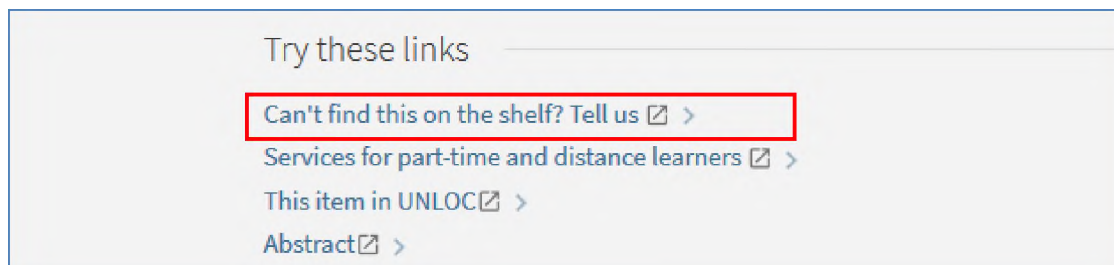 Try these links
Can't find this on the shelf? Tell us
Services for part-time and distance learners
This item in UNLOC
Abstract